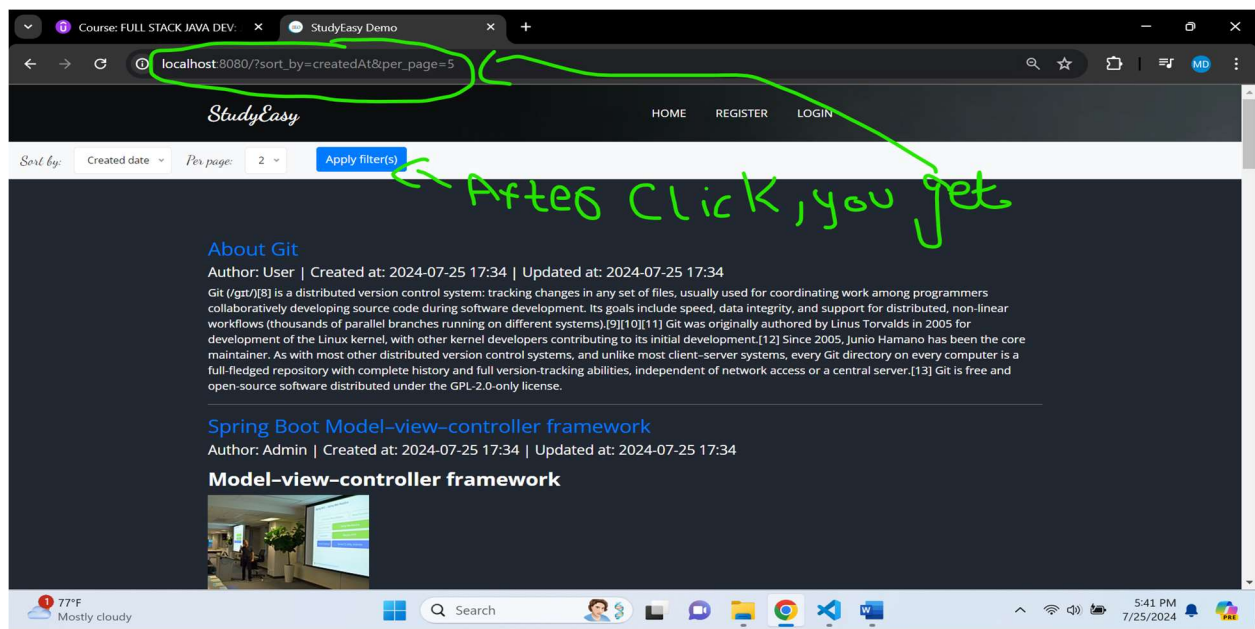 Course: FULL STACK JAVA DEV:
StudyEasy Demo
localhost:8080/?sort_by=createdAt&per_page=5
MD
StudyEasy
HOME REGISTER LOGIN
Sort by: Created date Per page: 2 Apply filter(s)
After Click, you get
About Git
Author: User | Created at: 2024-07-25 17:34 | Updated at: 2024-07-25 17:34
Git (/ɡɪt/)[8] is a distributed version control system: tracking changes in any set of files, usually used for coordinating work among programmers
collaboratively developing source code during software development. Its goals include speed, data integrity, and support for distributed, non-linear
workflows (thousands of parallel branches running on different systems).[9][10][11] Git was originally authored by Linus Torvalds in 2005 for
development of the Linux kernel, with other kernel developers contributing to its initial development.[12] Since 2005, Junio Hamano has been the core
maintainer. As with most other distributed version control systems, and unlike most client–server systems, every Git directory on every computer is a
full-fledged repository with complete history and full version-tracking abilities, independent of network access or a central server.[13] Git is free and
open-source software distributed under the GPL-2.0-only license.
Spring Boot Model–view–controller framework
Author: Admin | Created at: 2024-07-25 17:34 | Updated at: 2024-07-25 17:34
Model–view–controller framework
1
77°F
Mostly cloudy
Search
5:41 PM
7/25/2024
PRE